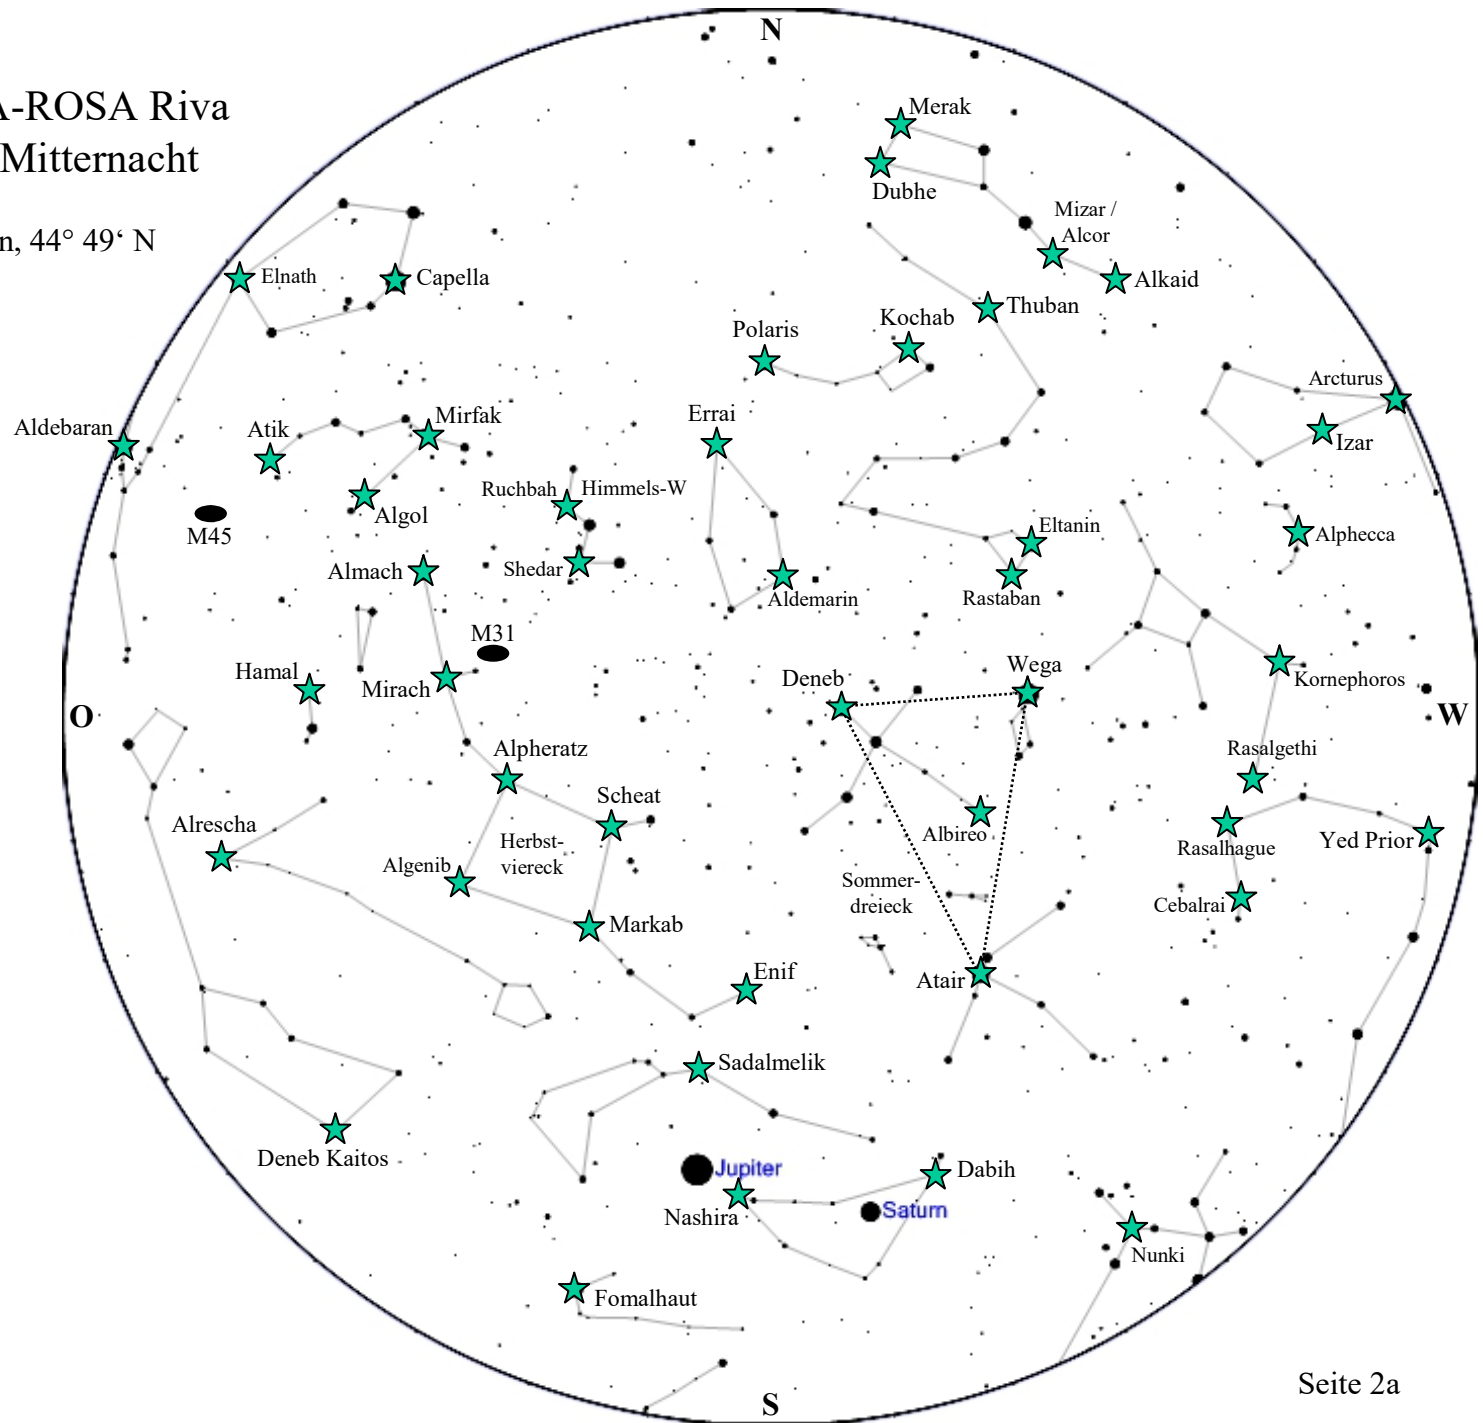 N
A-ROSA Riva
Mitternacht
n, 44° 49‘ N
Merak
Dubhe
Mizar /
Alcor
Alkaid
Elnath
Capella
Thuban
Kochab
Polaris
Arcturus
Izar
Errai
Aldebaran
Atik
Mirfak
Algol
M45
Ruchbah
Himmels-W
Shedar
Eltanin
Rastaban
Alphecca
Almach
Aldemarin
M31
Hamal
Mirach
Deneb
Wega
Kornephoros
O
W
Alpheratz
Scheat
Rasalgethi
Alrescha
Herbst-
viereck
Algenib
Albireo
Rasalhague
Yed Prior
Sommer-
dreieck
Cebalrai
Markab
Enif
Atair
Sadalmelik
Deneb Kaitos
Jupiter
Dabih
Nashira
Saturn
Nunki
Fomalhaut
Seite 2a
S